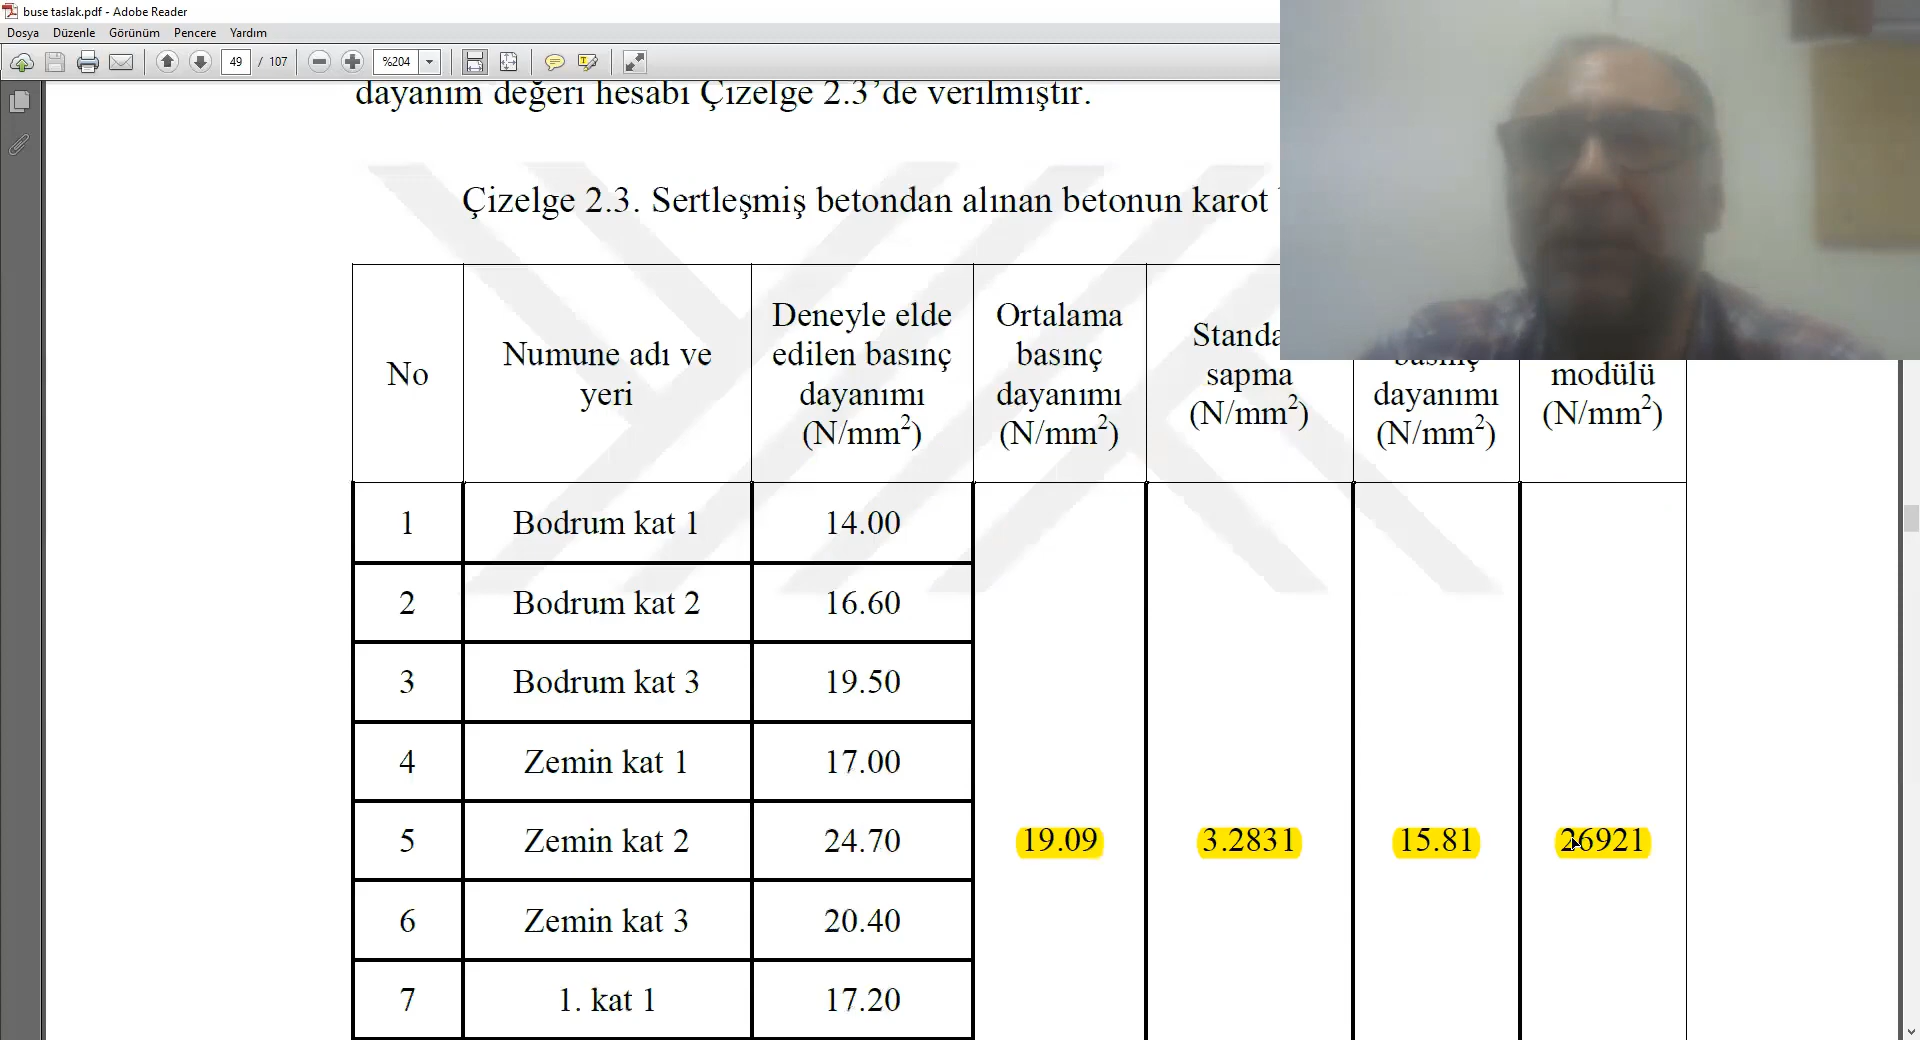 buse taslak.pdf - Adobe Reader
Dosya Düzenle Görünüm Pencere Yardım
49 / 107 %204
dayanım değeri hesabı Çizelge 2.3’de verilmiştir.
Çizelge 2.3. Sertleşmiş betondan alınan betonun karot
No
Numune adı ve
yeri
Deneyle elde
edilen basınç
dayanımı
(N/mm²)
Ortalama
basınç
dayanımı
(N/mm²)
Standa
sapma
(N/mm²)
basınç
dayanımı
(N/mm²)
modülü
(N/mm²)
1 Bodrum kat 1 14.00
2 Bodrum kat 2 16.60
3 Bodrum kat 3 19.50
4 Zemin kat 1 17.00
5 Zemin kat 2 24.70 19.09 3.2831 15.81 26921
6 Zemin kat 3 20.40
7 1. kat 1 17.20